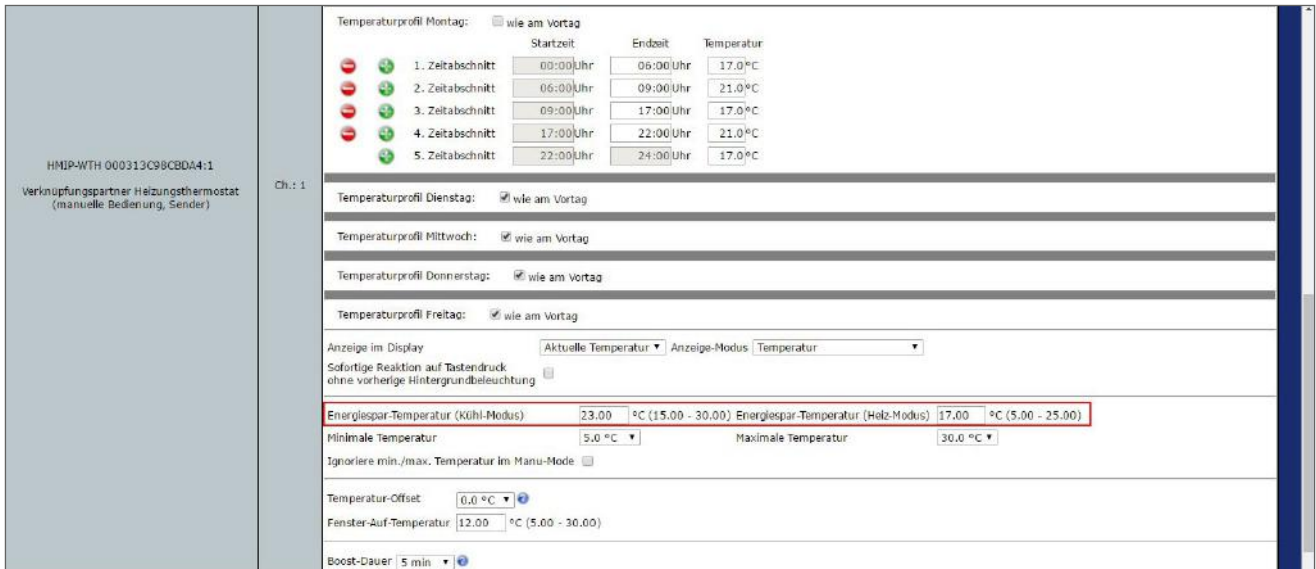 Temperaturprofil Montag: wie am Vortag
Startzeit Endzeit Temperatur
1. Zeitabschnitt 00:00 Uhr 06:00 Uhr 17.0 °C
2. Zeitabschnitt 06:00 Uhr 09:00 Uhr 21.0 °C
3. Zeitabschnitt 09:00 Uhr 17:00 Uhr 17.0 °C
4. Zeitabschnitt 17:00 Uhr 22:00 Uhr 21.0 °C
5. Zeitabschnitt 22:00 Uhr 24:00 Uhr 17.0 °C
HMIP-WTH 000313C98CBDA4:1
Verknüpfungspartner Heizungsthermostat
(manuelle Bedienung, Sender)
Ch.: 1
Temperaturprofil Dienstag: wie am Vortag
Temperaturprofil Mittwoch: wie am Vortag
Temperaturprofil Donnerstag: wie am Vortag
Temperaturprofil Freitag: wie am Vortag
Anzeige im Display Aktuelle Temperatur Anzeige-Modus Temperatur
Sofortige Reaktion auf Tastendruck
ohne vorherige Hintergrundbeleuchtung
Energiespar-Temperatur (Kühl-Modus) 23.00 °C (15.00 - 30.00) Energiespar-Temperatur (Heiz-Modus) 17.00 °C (5.00 - 25.00)
Minimale Temperatur 5.0 °C Maximale Temperatur 30.0 °C
Ignoriere min./max. Temperatur im Manu-Mode
Temperatur-Offset 0.0 °C
Fenster-Auf-Temperatur 12.00 °C (5.00 - 30.00)
Boost-Dauer 5 min